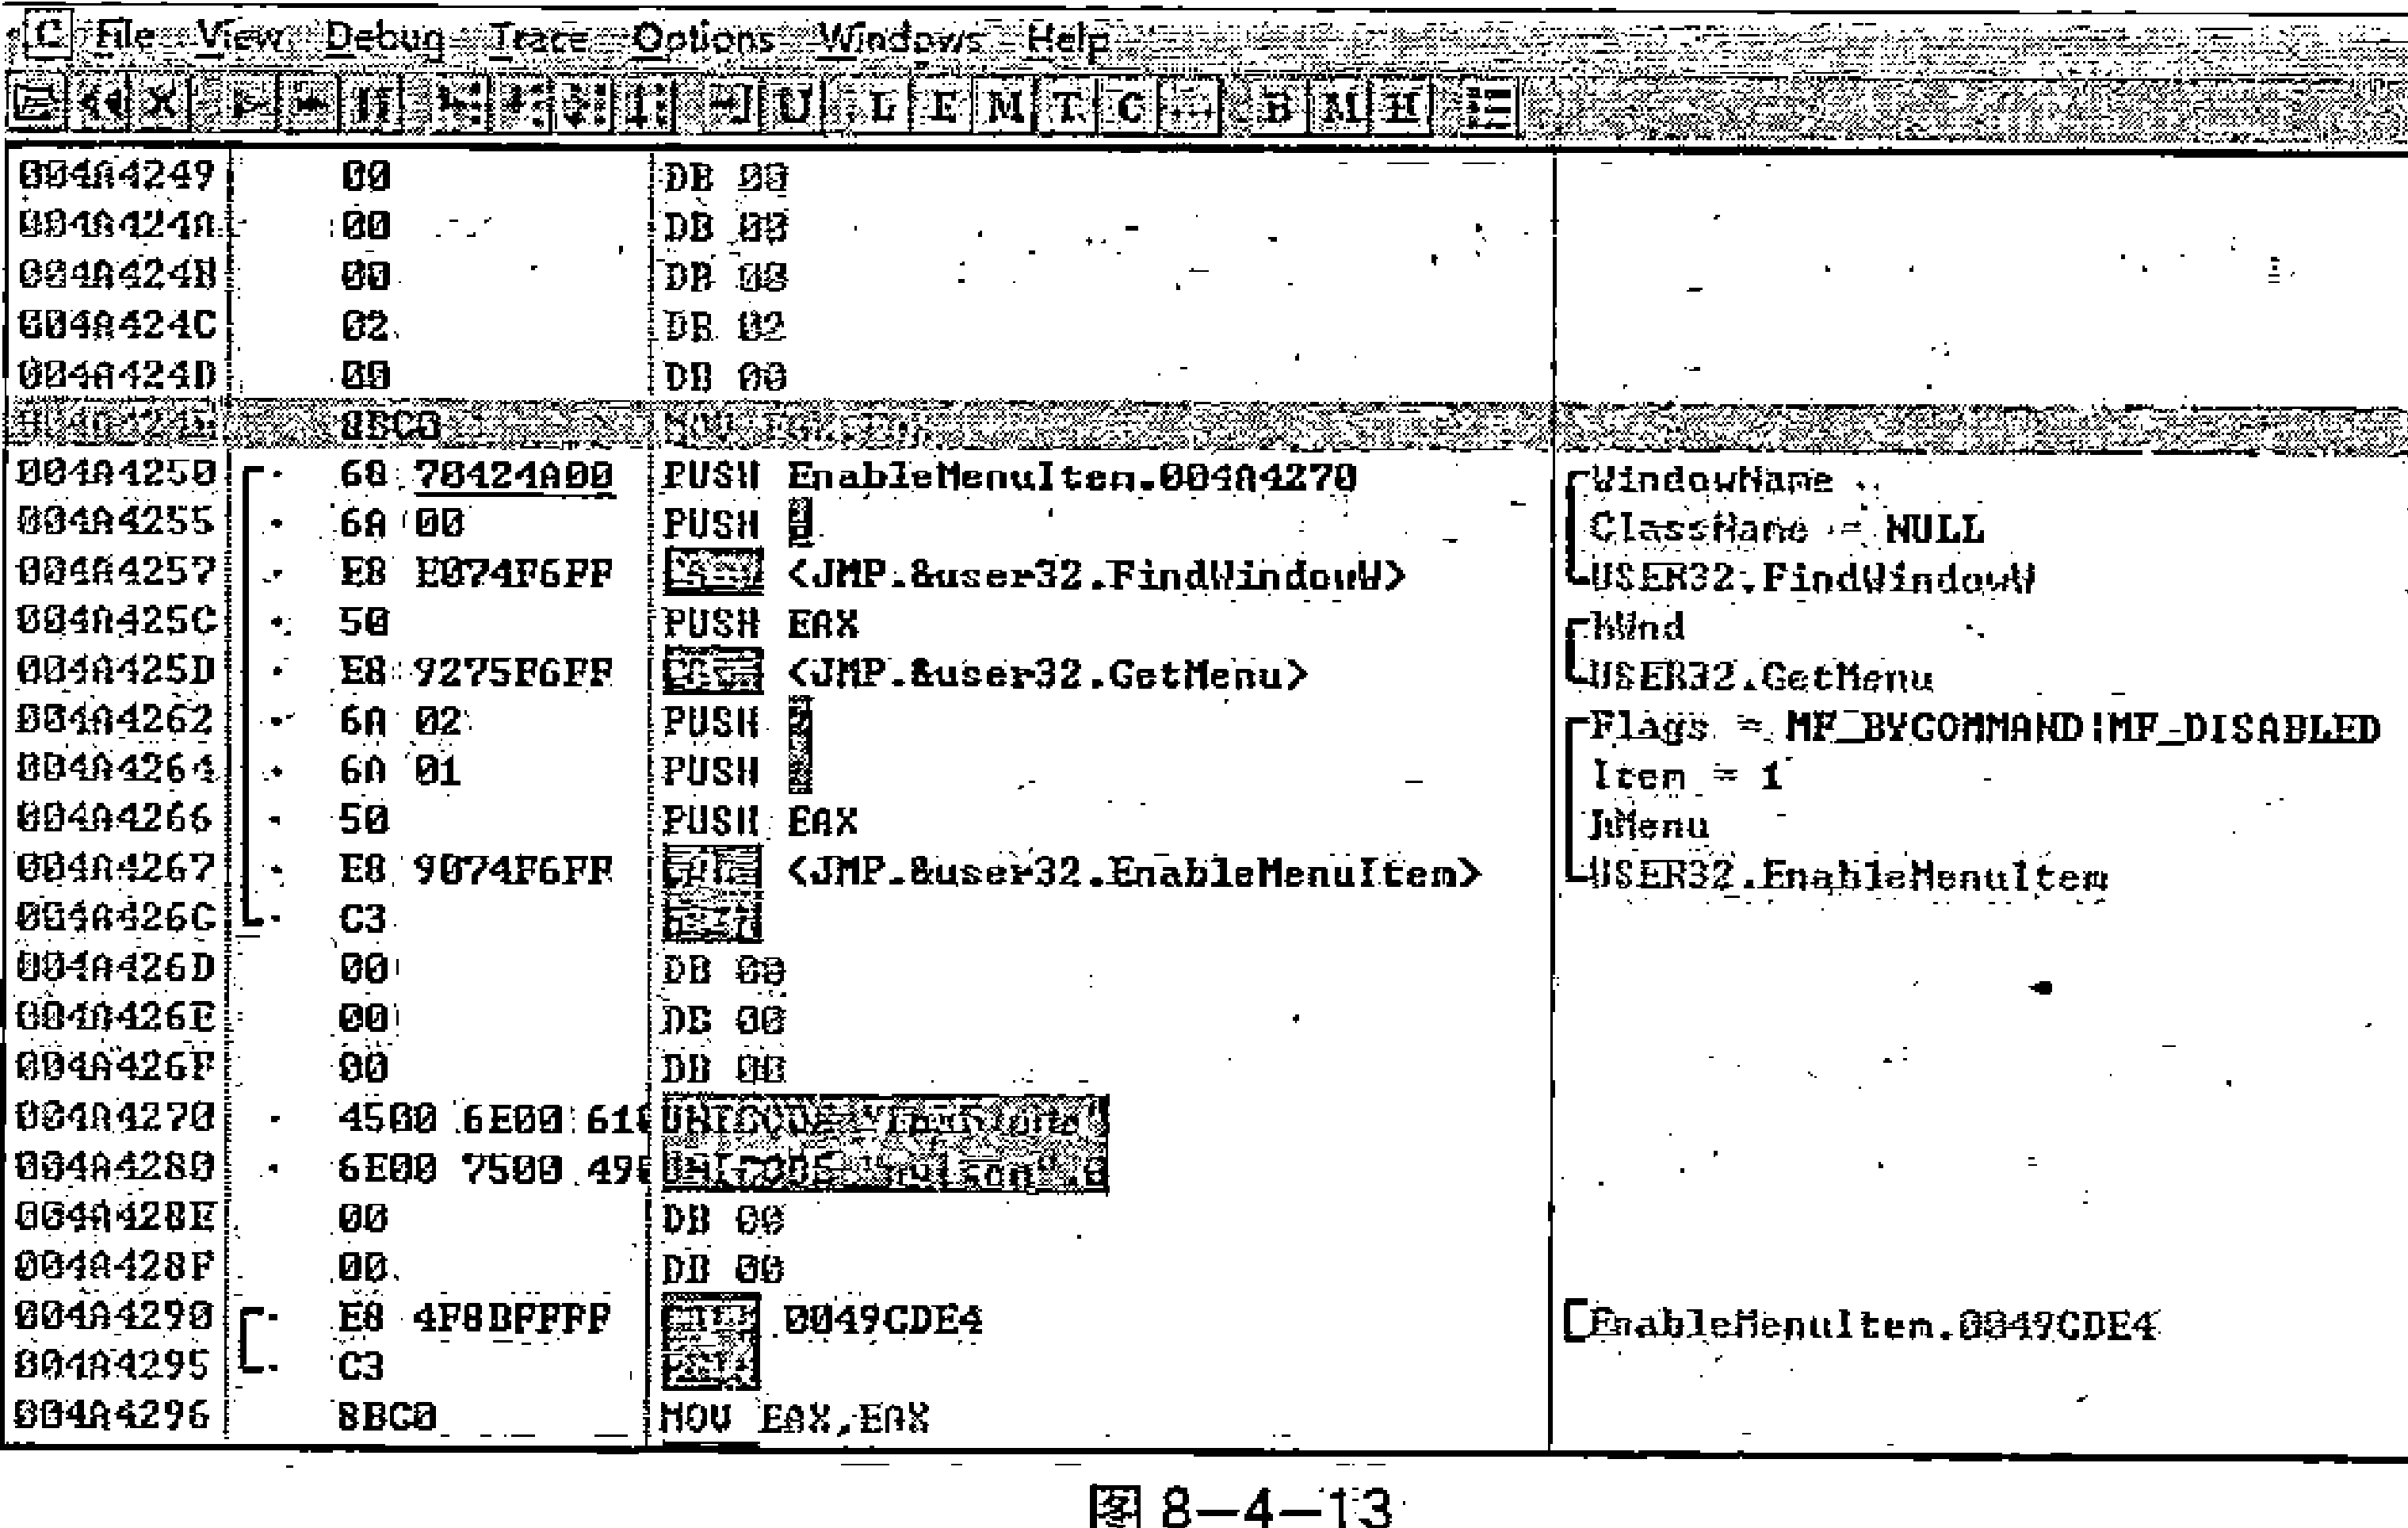 C File View Debug Trace Options Windows Help
L E M T C B M H
004A4249 00 DB 00
004A424A 00 DB 00
004A424B 00 DB 00
004A424C 02 DB 02
004A424D 00 DB 00
8BC0
004A4250 68 70424A00 PUSH EnableMenuItem.004A4270 WindowName
004A4255 6A 00 PUSH ClassName = NULL
004A4257 E8 E074F6FF <JMP.&user32.FindWindowW> USER32.FindWindowW
004A425C 50 PUSH EAX hWnd
004A425D E8 9275F6FF <JMP.&user32.GetMenu> USER32.GetMenu
004A4262 6A 02 PUSH Flags = MF_BYCOMMAND|MF_DISABLED
004A4264 6A 01 PUSH Item = 1
004A4266 50 PUSH EAX hMenu
004A4267 E8 9074F6FF <JMP.&user32.EnableMenuItem> USER32.EnableMenuItem
004A426C C3
004A426D 00 DB 00
004A426E 00 DB 00
004A426F 00 DB 00
004A4270 4500 6E00 61 UNICODE
004A4280 6E00 7500 49 UNICODE
004A428E 00 DB 00
004A428F 00 DB 00
004A4290 E8 4F8BFFFF 0049CDE4 EnableMenuItem.0049CDE4
004A4295 C3
004A4296 8BC0 MOV EAX,EAX
图 8-4-13